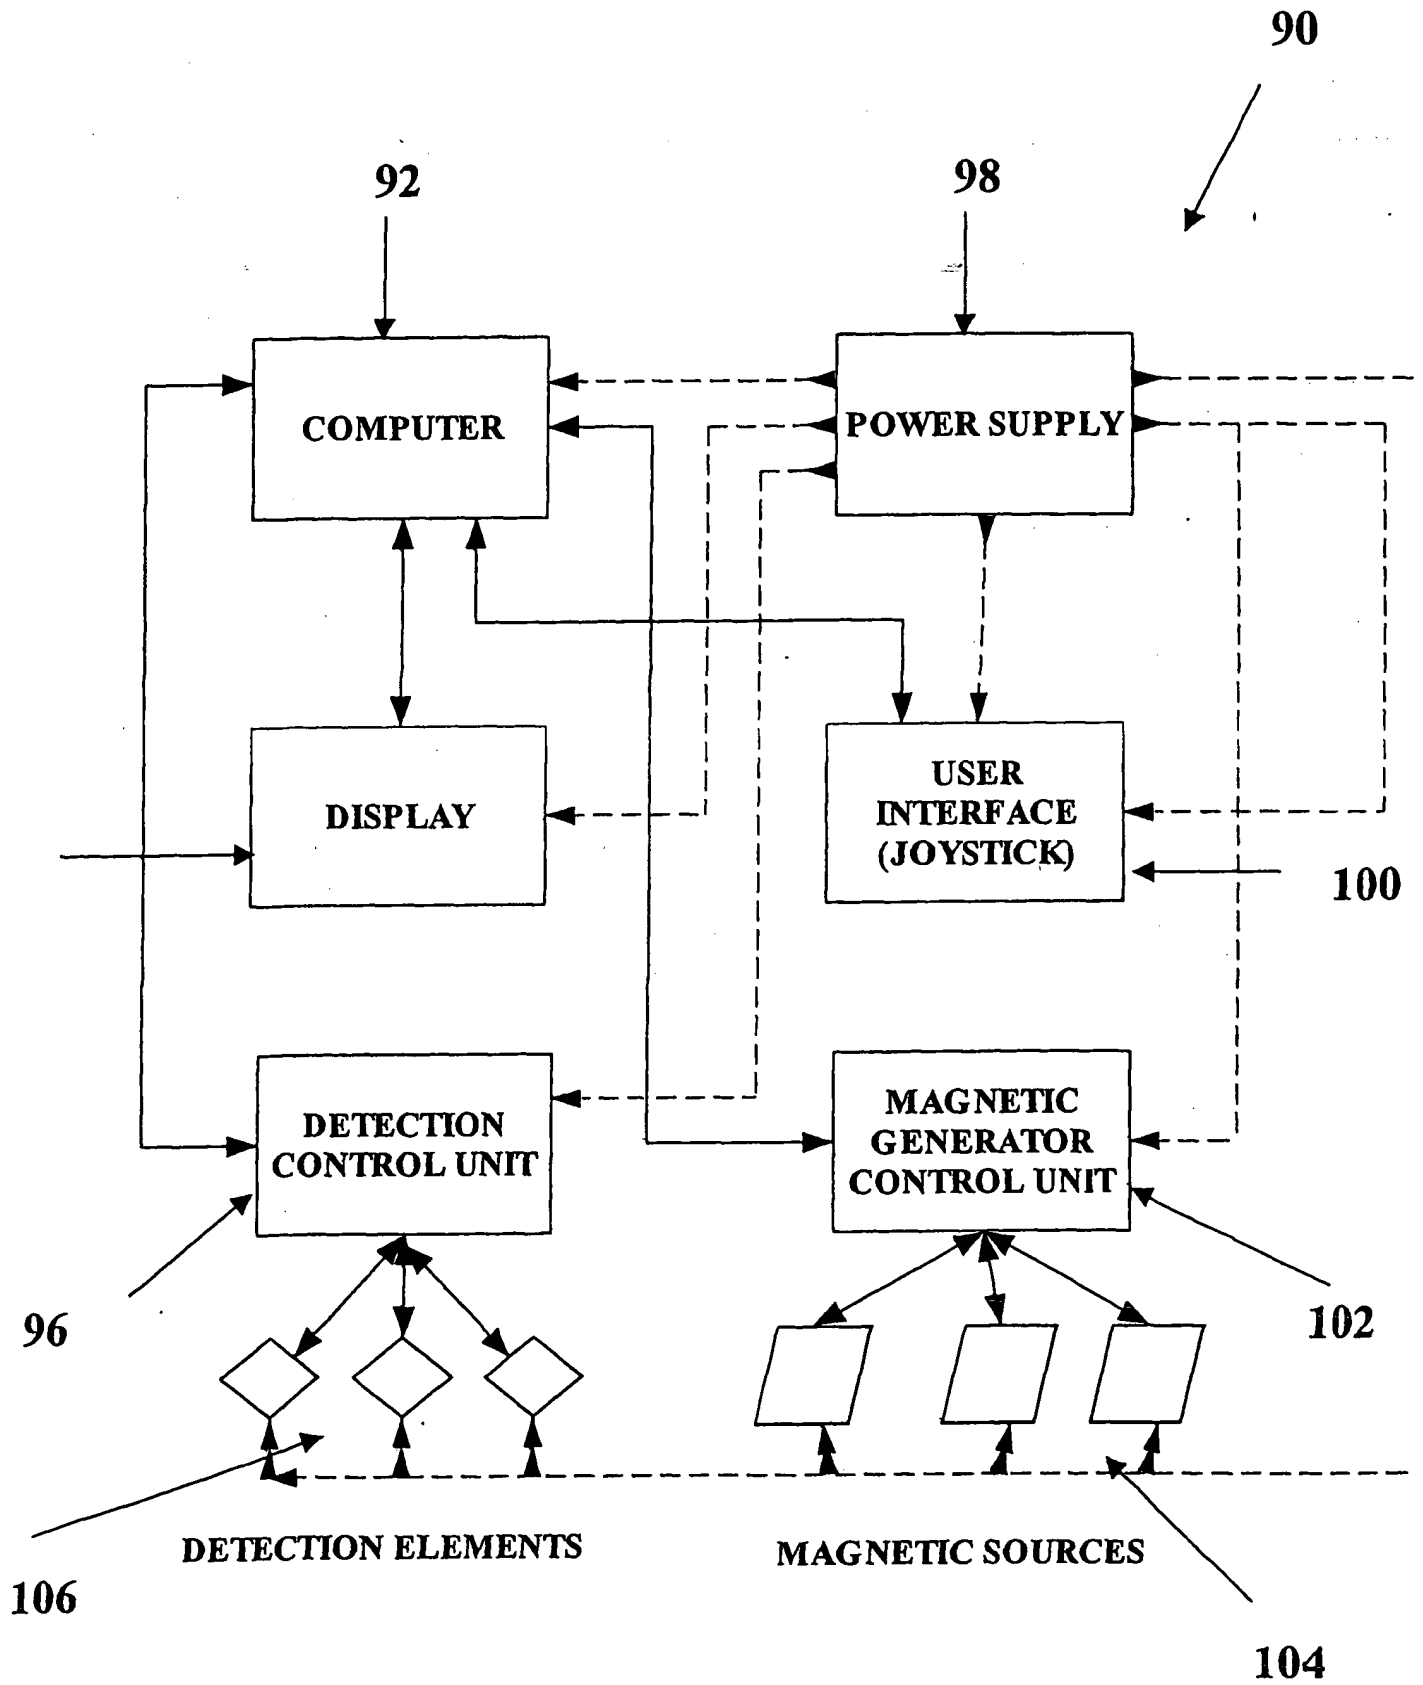 90
92
98
COMPUTER
POWER SUPPLY
DISPLAY
USER
INTERFACE
(JOYSTICK)
100
DETECTION
CONTROL UNIT
MAGNETIC
GENERATOR
CONTROL UNIT
96
102
DETECTION ELEMENTS
MAGNETIC SOURCES
106
104